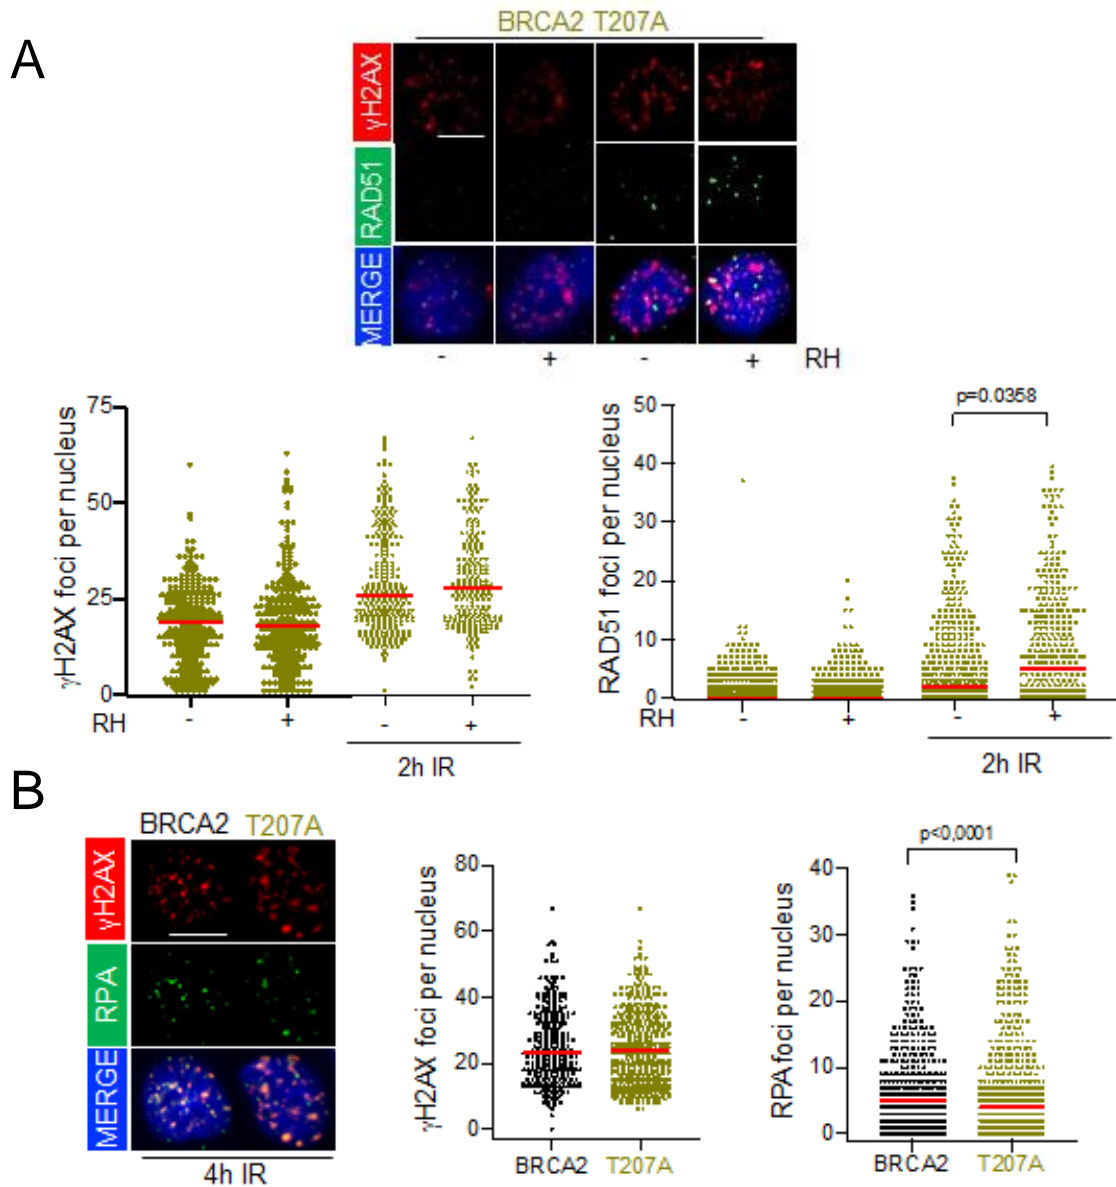 A
BRCA2 T207A
γH2AX
RAD51
MERGE
- + - + RH
γH2AX foci per nucleus
75
50
25
0
RH - + - +
2h IR
RAD51 foci per nucleus
p=0.0358
50
40
30
20
10
0
RH - + - +
2h IR
B
BRCA2 T207A
γH2AX
RPA
MERGE
4h IR
γH2AX foci per nucleus
80
60
40
20
0
BRCA2 T207A
RPA foci per nucleus
p<0,0001
40
30
20
10
0
BRCA2 T207A